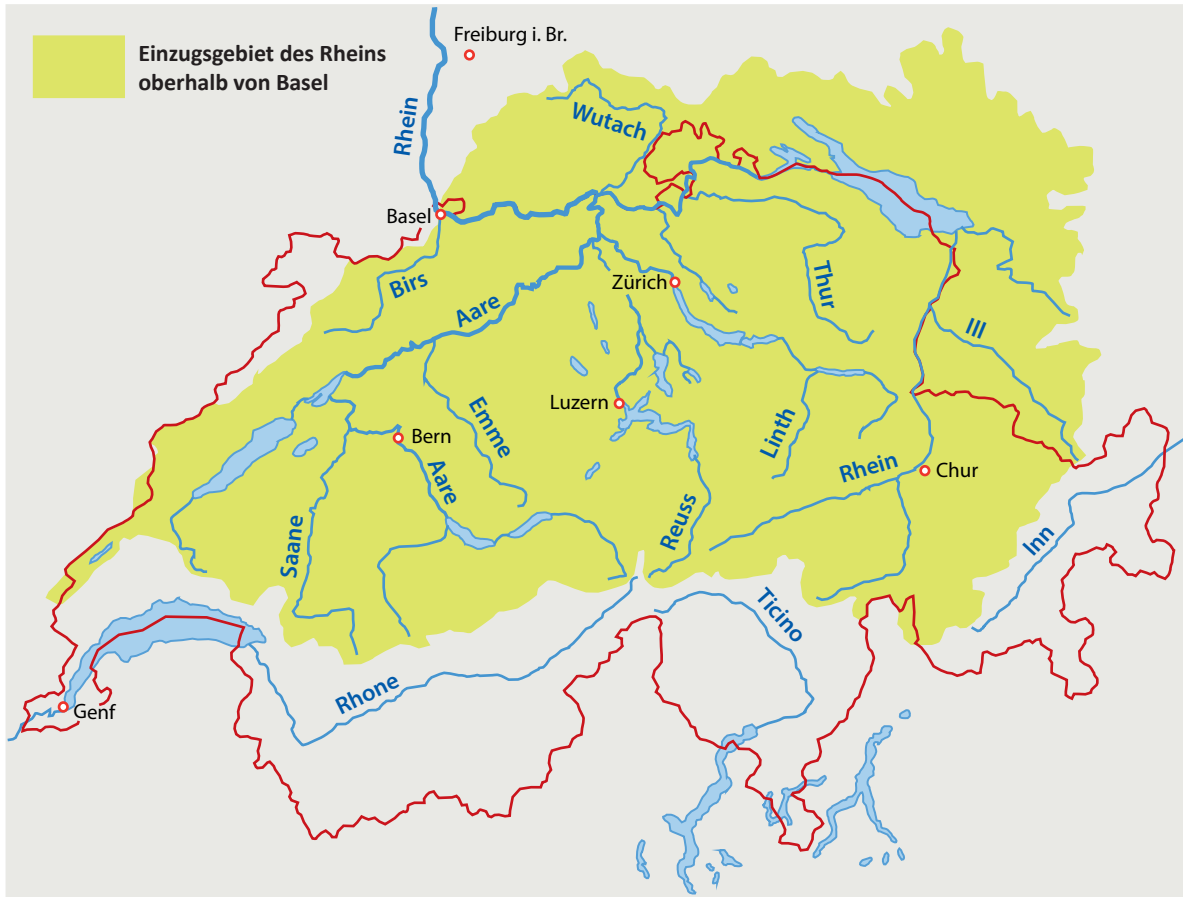 Einzugsgebiet des Rheins
oberhalb von Basel
Freiburg i. Br.
Rhein
Wutach
Basel
Birs
Aare
Zürich
Thur
Ill
Luzern
Emme
Bern
Aare
Linth
Rhein
Chur
Saane
Reuss
Inn
Ticino
Rhone
Genf